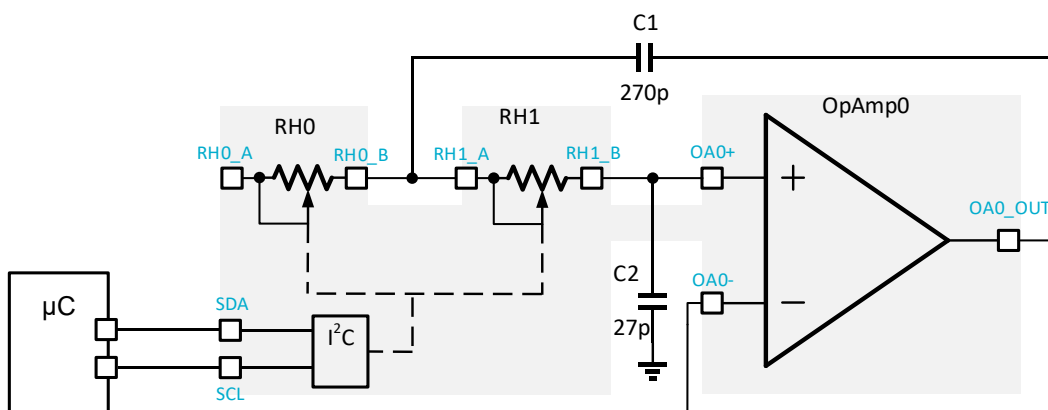 C1
270p
OpAmp0
RH0
RH1
RH0_A
RH0_B
RH1_A
RH1_B
OA0+
+
OA0_OUT
OA0-
−
C2
27p
µC
SDA
I²C
SCL